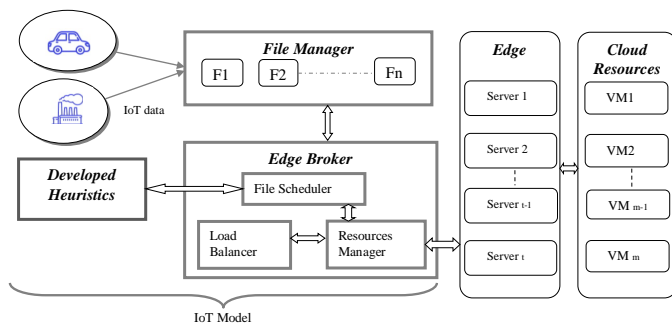 File Manager
F1
F2
Fn
IoT data
Edge Broker
File Scheduler
Load
Balancer
Resources
Manager
Developed
Heuristics
IoT Model
Edge
Server 1
Server 2
Server t-1
Server t
Cloud
Resources
VM1
VM2
VM m-1
VM m